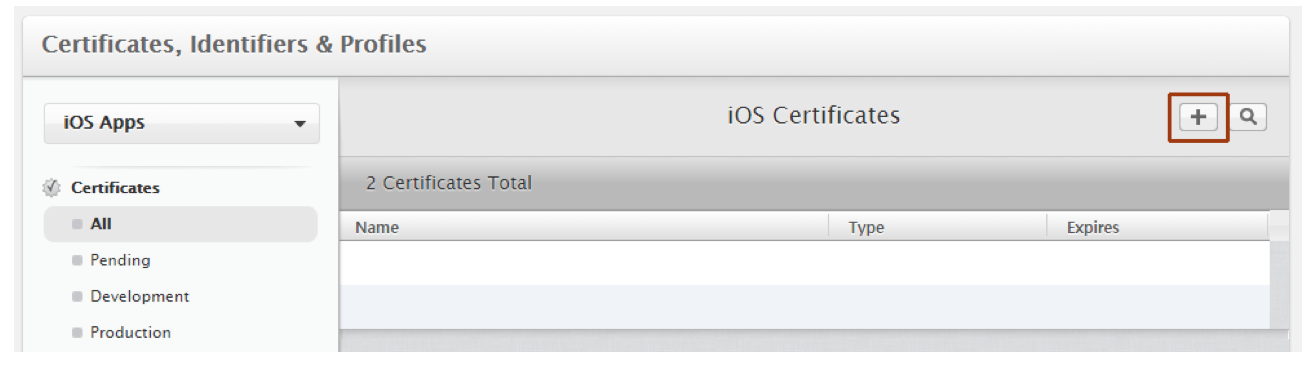 Certificates, Identifiers & Profiles
iOS Apps
iOS Certificates
Certificates
2 Certificates Total
All
Name Type Expires
Pending
Development
Production